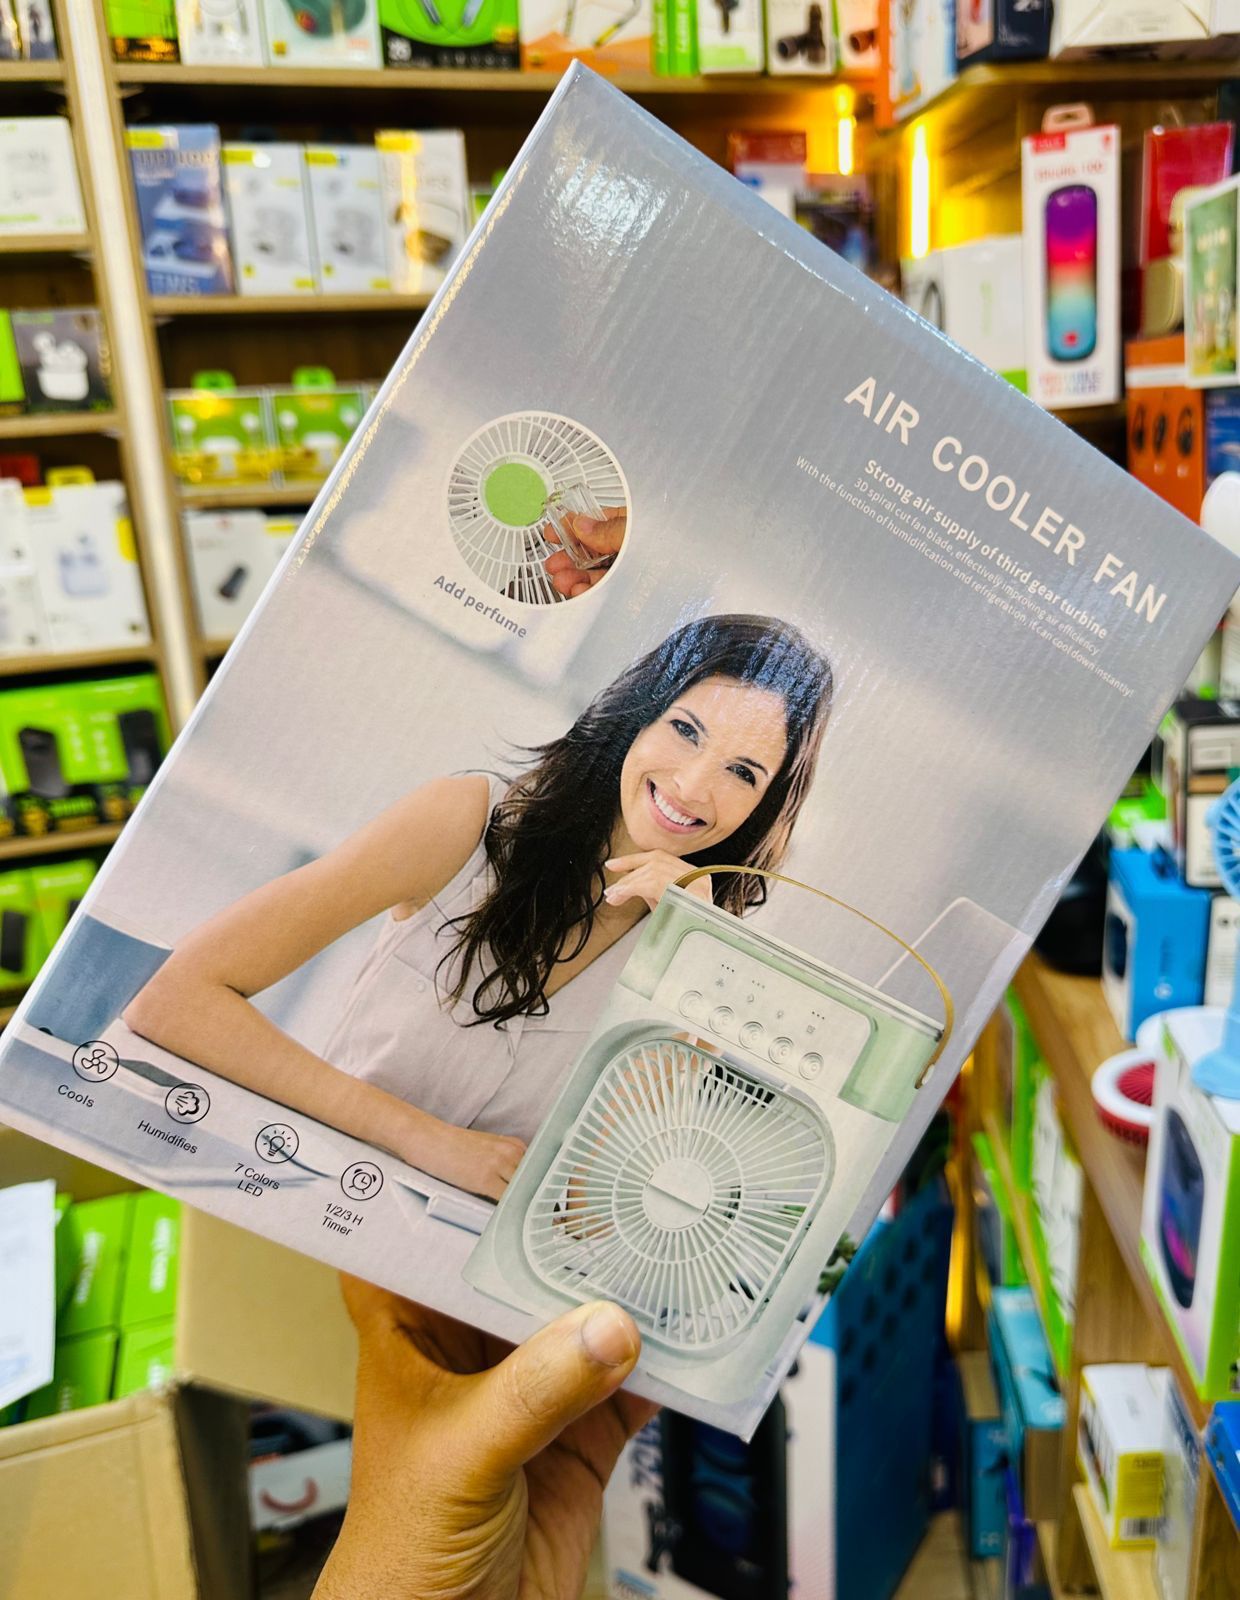 AIR COOLER FAN
Strong air supply of third gear turbine
3D spiral cut fan blade, effectively improving air efficiency
With the function of humidification and refrigeration, it can cool down instantly!
Add perfume
Cools
Humidifies
7 Colors
LED
1/2/3 H
Timer